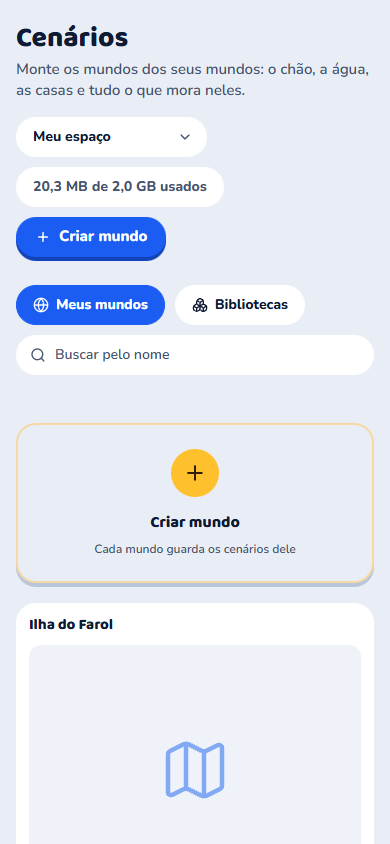 Cenários
Monte os mundos dos seus mundos: o chão, a água,
as casas e tudo o que mora neles.
Meu espaço
20,3 MB de 2,0 GB usados
Criar mundo
Meus mundos
Bibliotecas
Buscar pelo nome
Criar mundo
Cada mundo guarda os cenários dele
Ilha do Farol